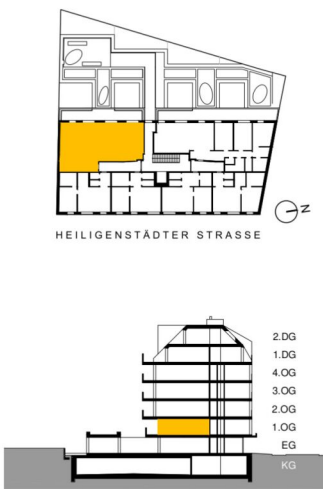 N
HEILIGENSTÄDTER STRASSE
2.DG
1.DG
4.OG
3.OG
2.OG
1.OG
EG
KG